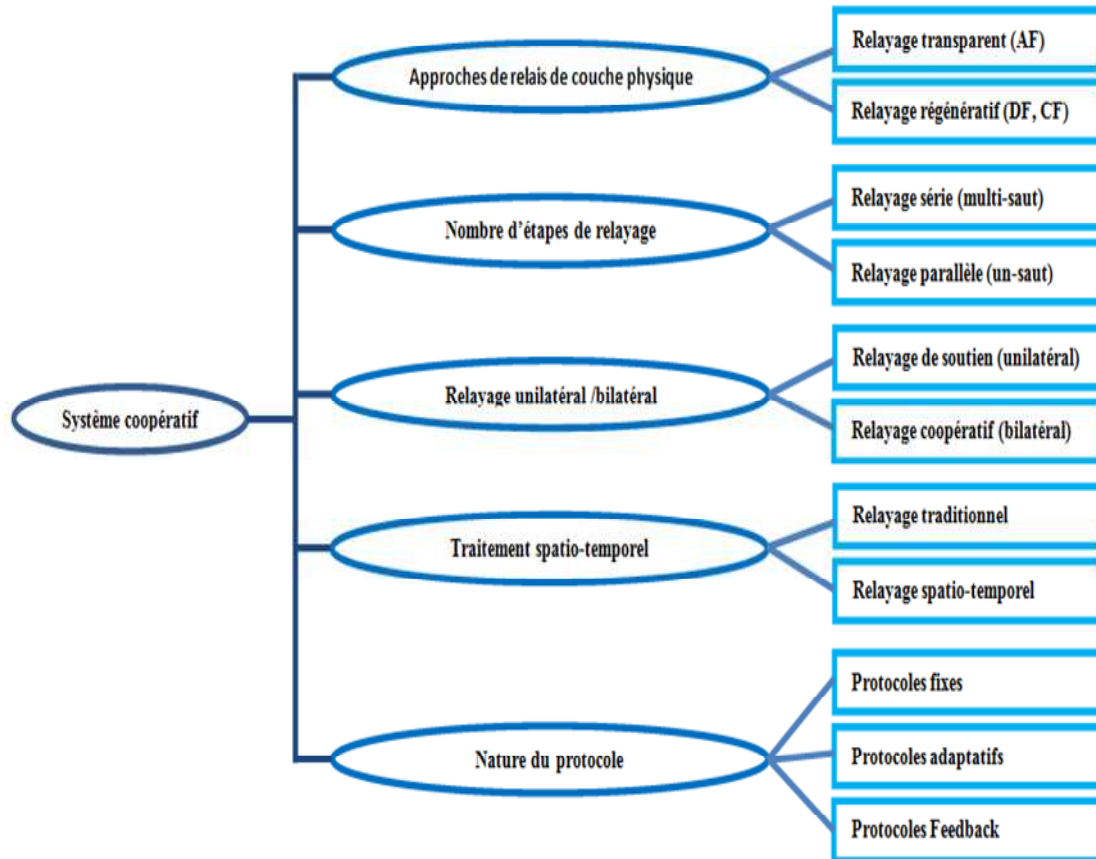 Système coopératif
Approches de relais de couche physique
Relayage transparent (AF)
Relayage régénératif (DF, CF)
Nombre d'étapes de relayage
Relayage série (multi-saut)
Relayage parallèle (un-saut)
Relayage unilatéral /bilatéral
Relayage de soutien (unilatéral)
Relayage coopératif (bilatéral)
Traitement spatio-temporel
Relayage traditionnel
Relayage spatio-temporel
Nature du protocole
Protocoles fixes
Protocoles adaptatifs
Protocoles Feedback